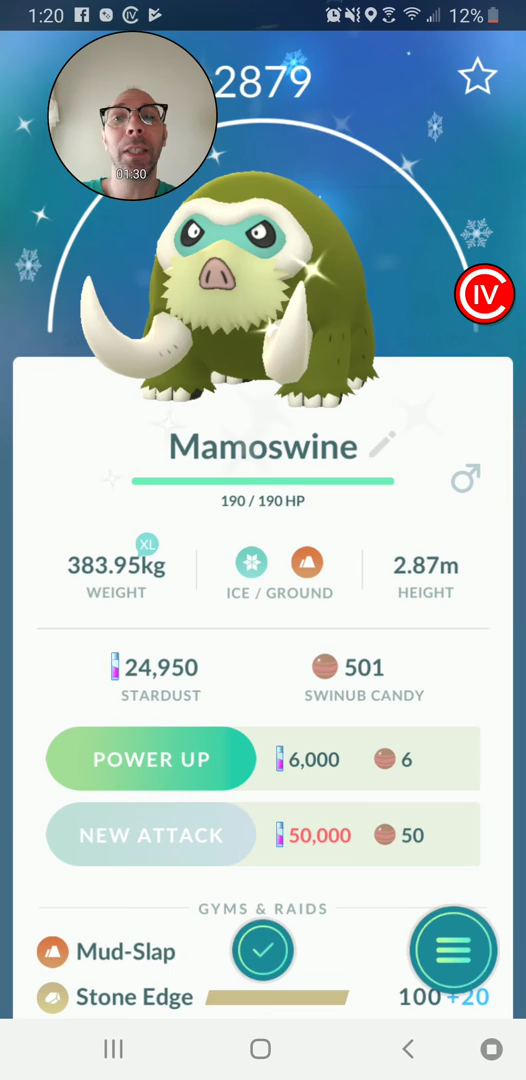 1:20 12%
2879
01:30
IV
Mamoswine
190 / 190 HP
XL
383.95kg 2.87m
WEIGHT ICE / GROUND HEIGHT
24,950 501
STARDUST SWINUB CANDY
POWER UP 6,000 6
NEW ATTACK 50,000 50
GYMS & RAIDS
Mud-Slap
Stone Edge 100 +20